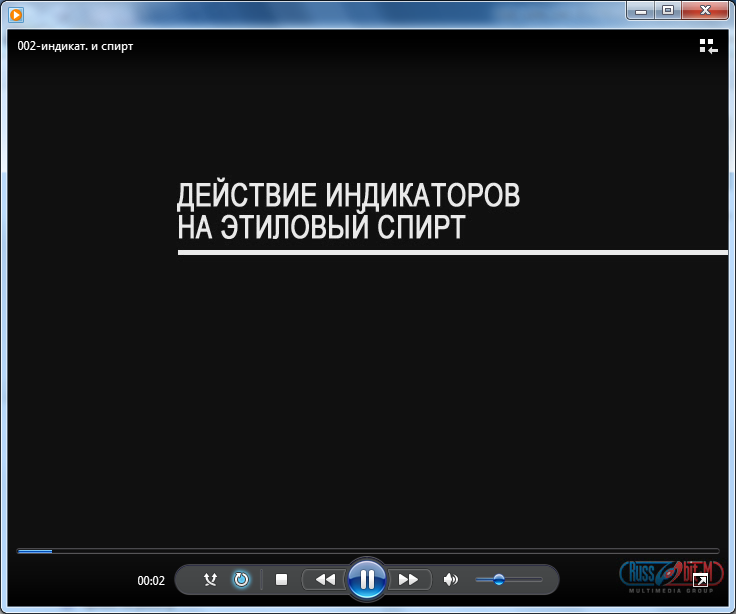 002-индикат. и спирт
ДЕЙСТВИЕ ИНДИКАТОРОВ
НА ЭТИЛОВЫЙ СПИРТ
00:02
MULTIMEDIA GROUP